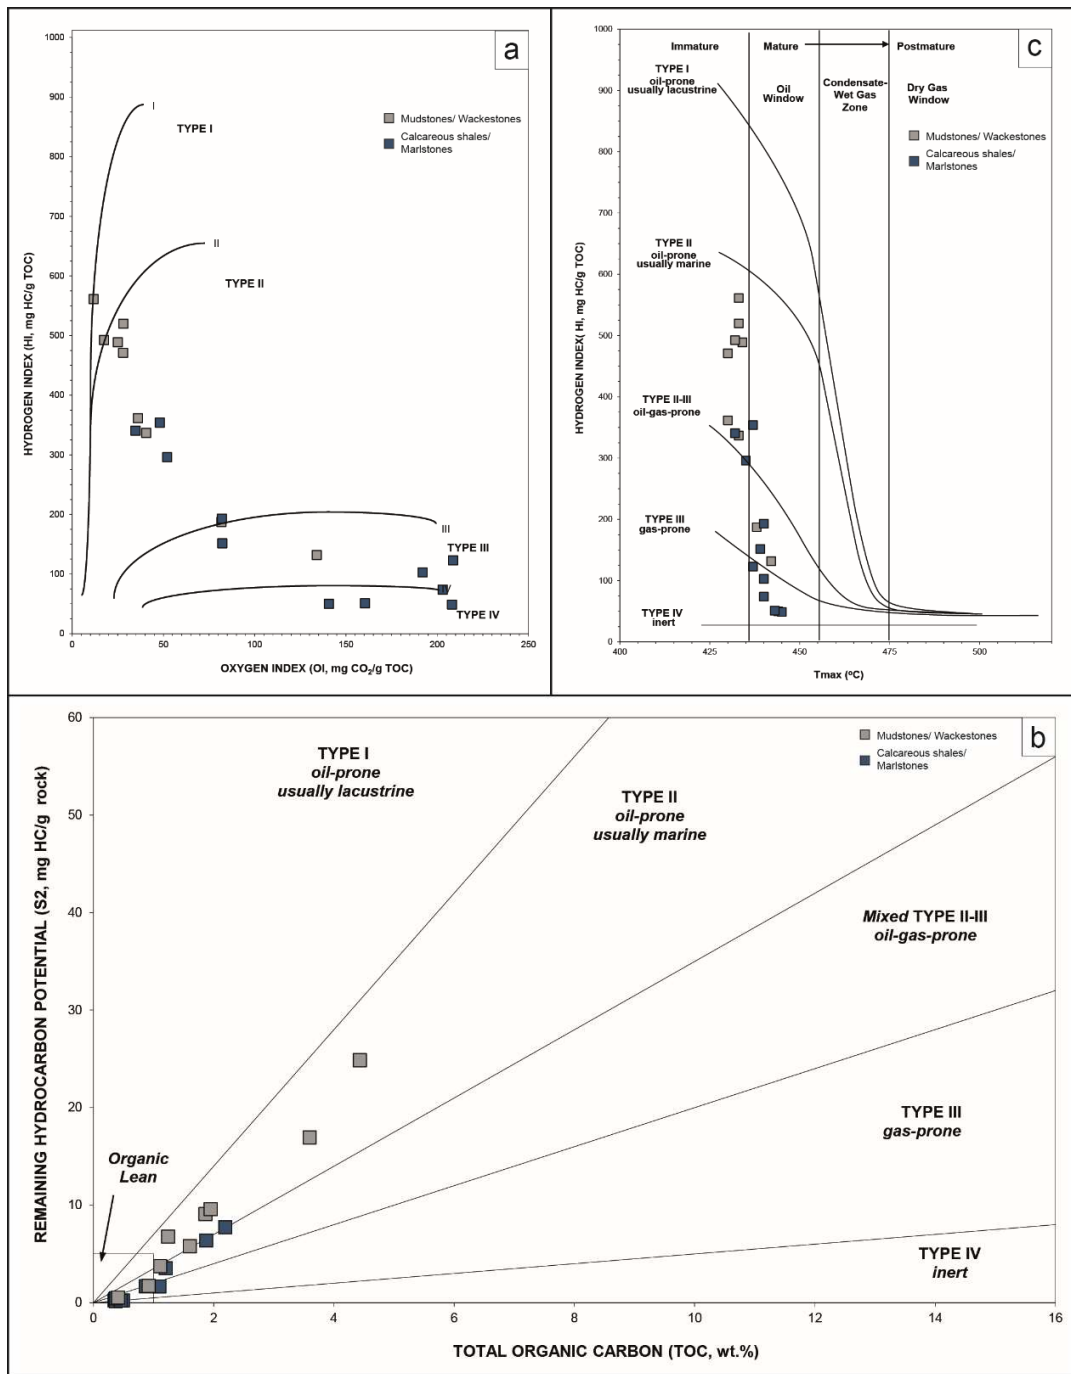 a
1000
900
800
700
600
500
400
300
200
100
0
HYDROGEN INDEX (HI, mg HC/g TOC)
I
TYPE I
II
TYPE II
III
TYPE III
TYPE IV
Mudstones/ Wackestones
Calcareous shales/
Marlstones
0
50
100
150
200
250
OXYGEN INDEX (OI, mg CO₂/g TOC)
c
1000
900
800
700
600
500
400
300
200
100
0
HYDROGEN INDEX( HI, mg HC/g TOC)
Immature
Mature
Postmature
TYPE I
oil-prone
usually lacustrine
Oil
Window
Condensate-
Wet Gas
Zone
Dry Gas
Window
Mudstones/ Wackestones
Calcareous shales/
Marlstones
TYPE II
oil-prone
usually marine
TYPE II-III
oil-gas-prone
TYPE III
gas-prone
TYPE IV
inert
400
425
450
475
500
Tmax (ºC)
b
60
50
40
30
20
10
0
REMAINING HYDROCARBON POTENTIAL (S2, mg HC/g rock)
TYPE I
oil-prone
usually lacustrine
Mudstones/ Wackestones
Calcareous shales/
Marlstones
TYPE II
oil-prone
usually marine
Mixed TYPE II-III
oil-gas-prone
TYPE III
gas-prone
Organic
Lean
TYPE IV
inert
0
2
4
6
8
10
12
14
16
TOTAL ORGANIC CARBON (TOC, wt.%)